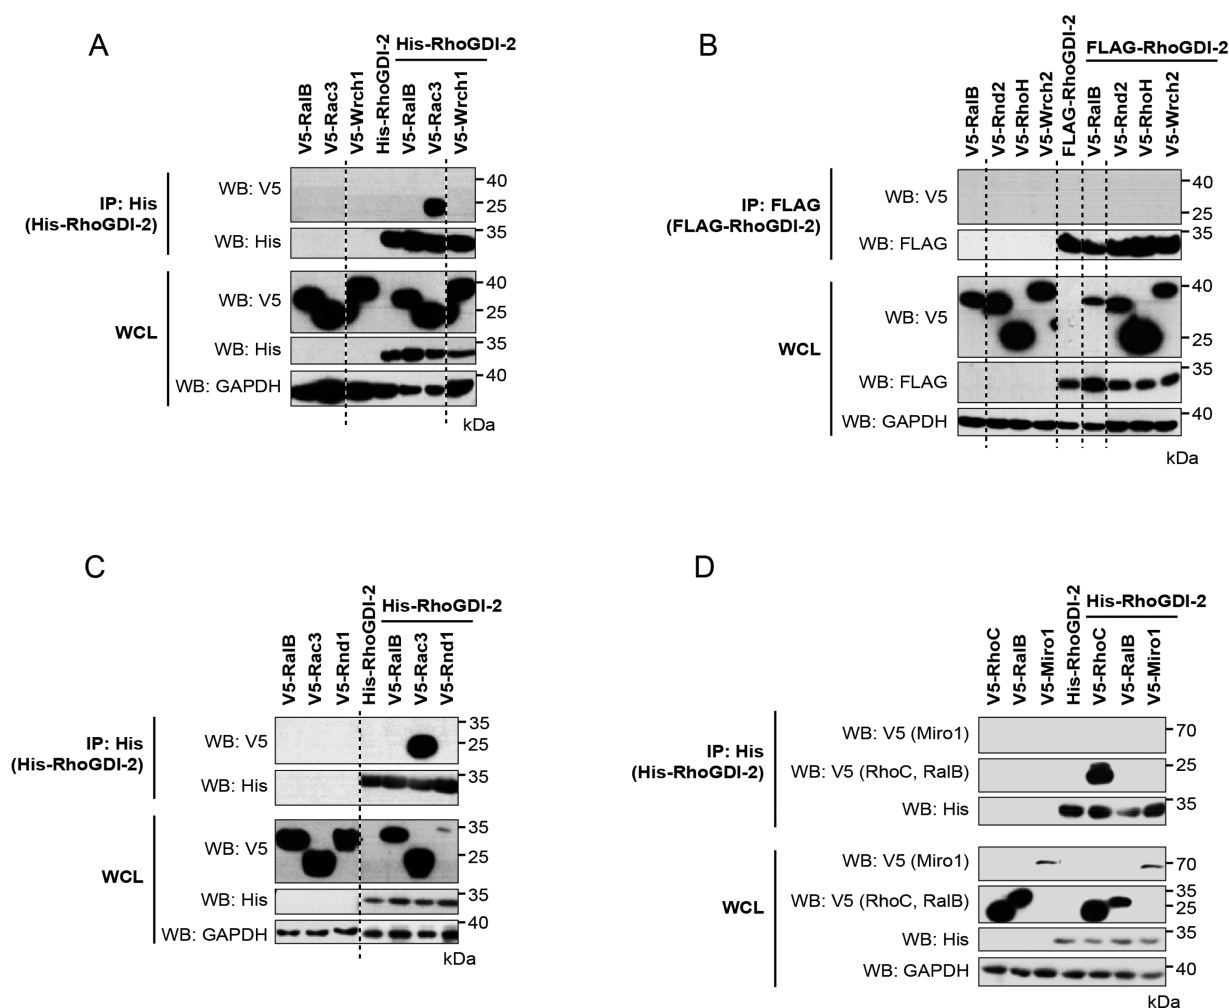 A
His-RhoGDI-2
V5-RalB
V5-Rac3
V5-Wrch1
His-RhoGDI-2
V5-RalB
V5-Rac3
V5-Wrch1
IP: His
(His-RhoGDI-2)
WB: V5
40
25
WB: His
35
WCL
WB: V5
40
25
WB: His
35
WB: GAPDH
40
kDa
B
FLAG-RhoGDI-2
V5-RalB
V5-Rnd2
V5-RhoH
V5-Wrch2
FLAG-RhoGDI-2
V5-RalB
V5-Rnd2
V5-RhoH
V5-Wrch2
IP: FLAG
(FLAG-RhoGDI-2)
WB: V5
40
25
WB: FLAG
35
WCL
WB: V5
40
25
WB: FLAG
35
WB: GAPDH
40
kDa
C
His-RhoGDI-2
V5-RalB
V5-Rac3
V5-Rnd1
His-RhoGDI-2
V5-RalB
V5-Rac3
V5-Rnd1
IP: His
(His-RhoGDI-2)
WB: V5
35
25
WB: His
35
WCL
WB: V5
35
25
WB: His
35
WB: GAPDH
40
kDa
D
His-RhoGDI-2
V5-RhoC
V5-RalB
V5-Miro1
His-RhoGDI-2
V5-RhoC
V5-RalB
V5-Miro1
IP: His
(His-RhoGDI-2)
WB: V5 (Miro1)
70
WB: V5 (RhoC, RalB)
25
WB: His
35
WCL
WB: V5 (Miro1)
70
WB: V5 (RhoC, RalB)
35
25
WB: His
35
WB: GAPDH
40
kDa